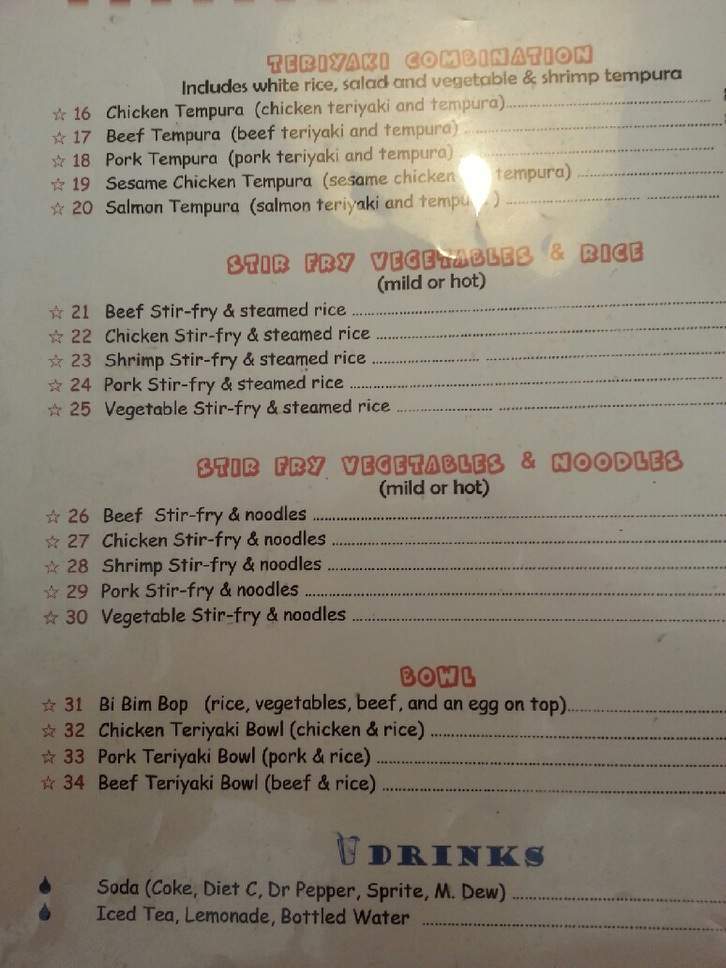 TERIYAKI COMBINATION
Includes white rice, salad and vegetable & shrimp tempura
☆ 16 Chicken Tempura (chicken teriyaki and tempura)
☆ 17 Beef Tempura (beef teriyaki and tempura)
☆ 18 Pork Tempura (pork teriyaki and tempura)
☆ 19 Sesame Chicken Tempura (sesame chicken tempura)
☆ 20 Salmon Tempura (salmon teriyaki and )
STIR FRY VEGETABLES & RICE
(mild or hot)
☆ 21 Beef Stir-fry & steamed rice
☆ 22 Chicken Stir-fry & steamed rice
☆ 23 Shrimp Stir-fry & steamed rice
☆ 24 Pork Stir-fry & steamed rice
☆ 25 Vegetable Stir-fry & steamed rice
STIR FRY VEGETABLES & NOODLES
(mild or hot)
☆ 26 Beef Stir-fry & noodles
☆ 27 Chicken Stir-fry & noodles
☆ 28 Shrimp Stir-fry & noodles
☆ 29 Pork Stir-fry & noodles
☆ 30 Vegetable Stir-fry & noodles
BOWL
☆ 31 Bi Bim Bop (rice, vegetables, beef, and an egg on top)
☆ 32 Chicken Teriyaki Bowl (chicken & rice)
☆ 33 Pork Teriyaki Bowl (pork & rice)
☆ 34 Beef Teriyaki Bowl (beef & rice)
DRINKS
Soda (Coke, Diet C, Dr Pepper, Sprite, M. Dew)
Iced Tea, Lemonade, Bottled Water